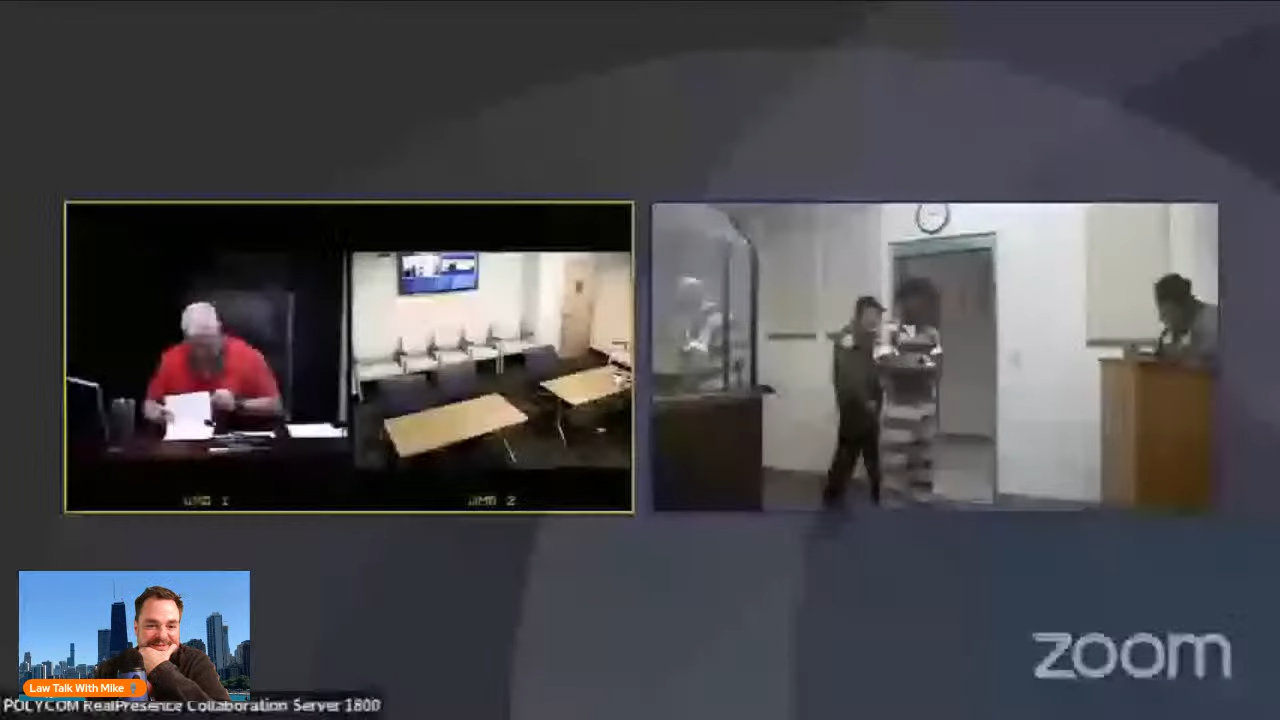 zoom
Law Talk With Mike
POLYCOM RealPresence Collaboration Server 1800